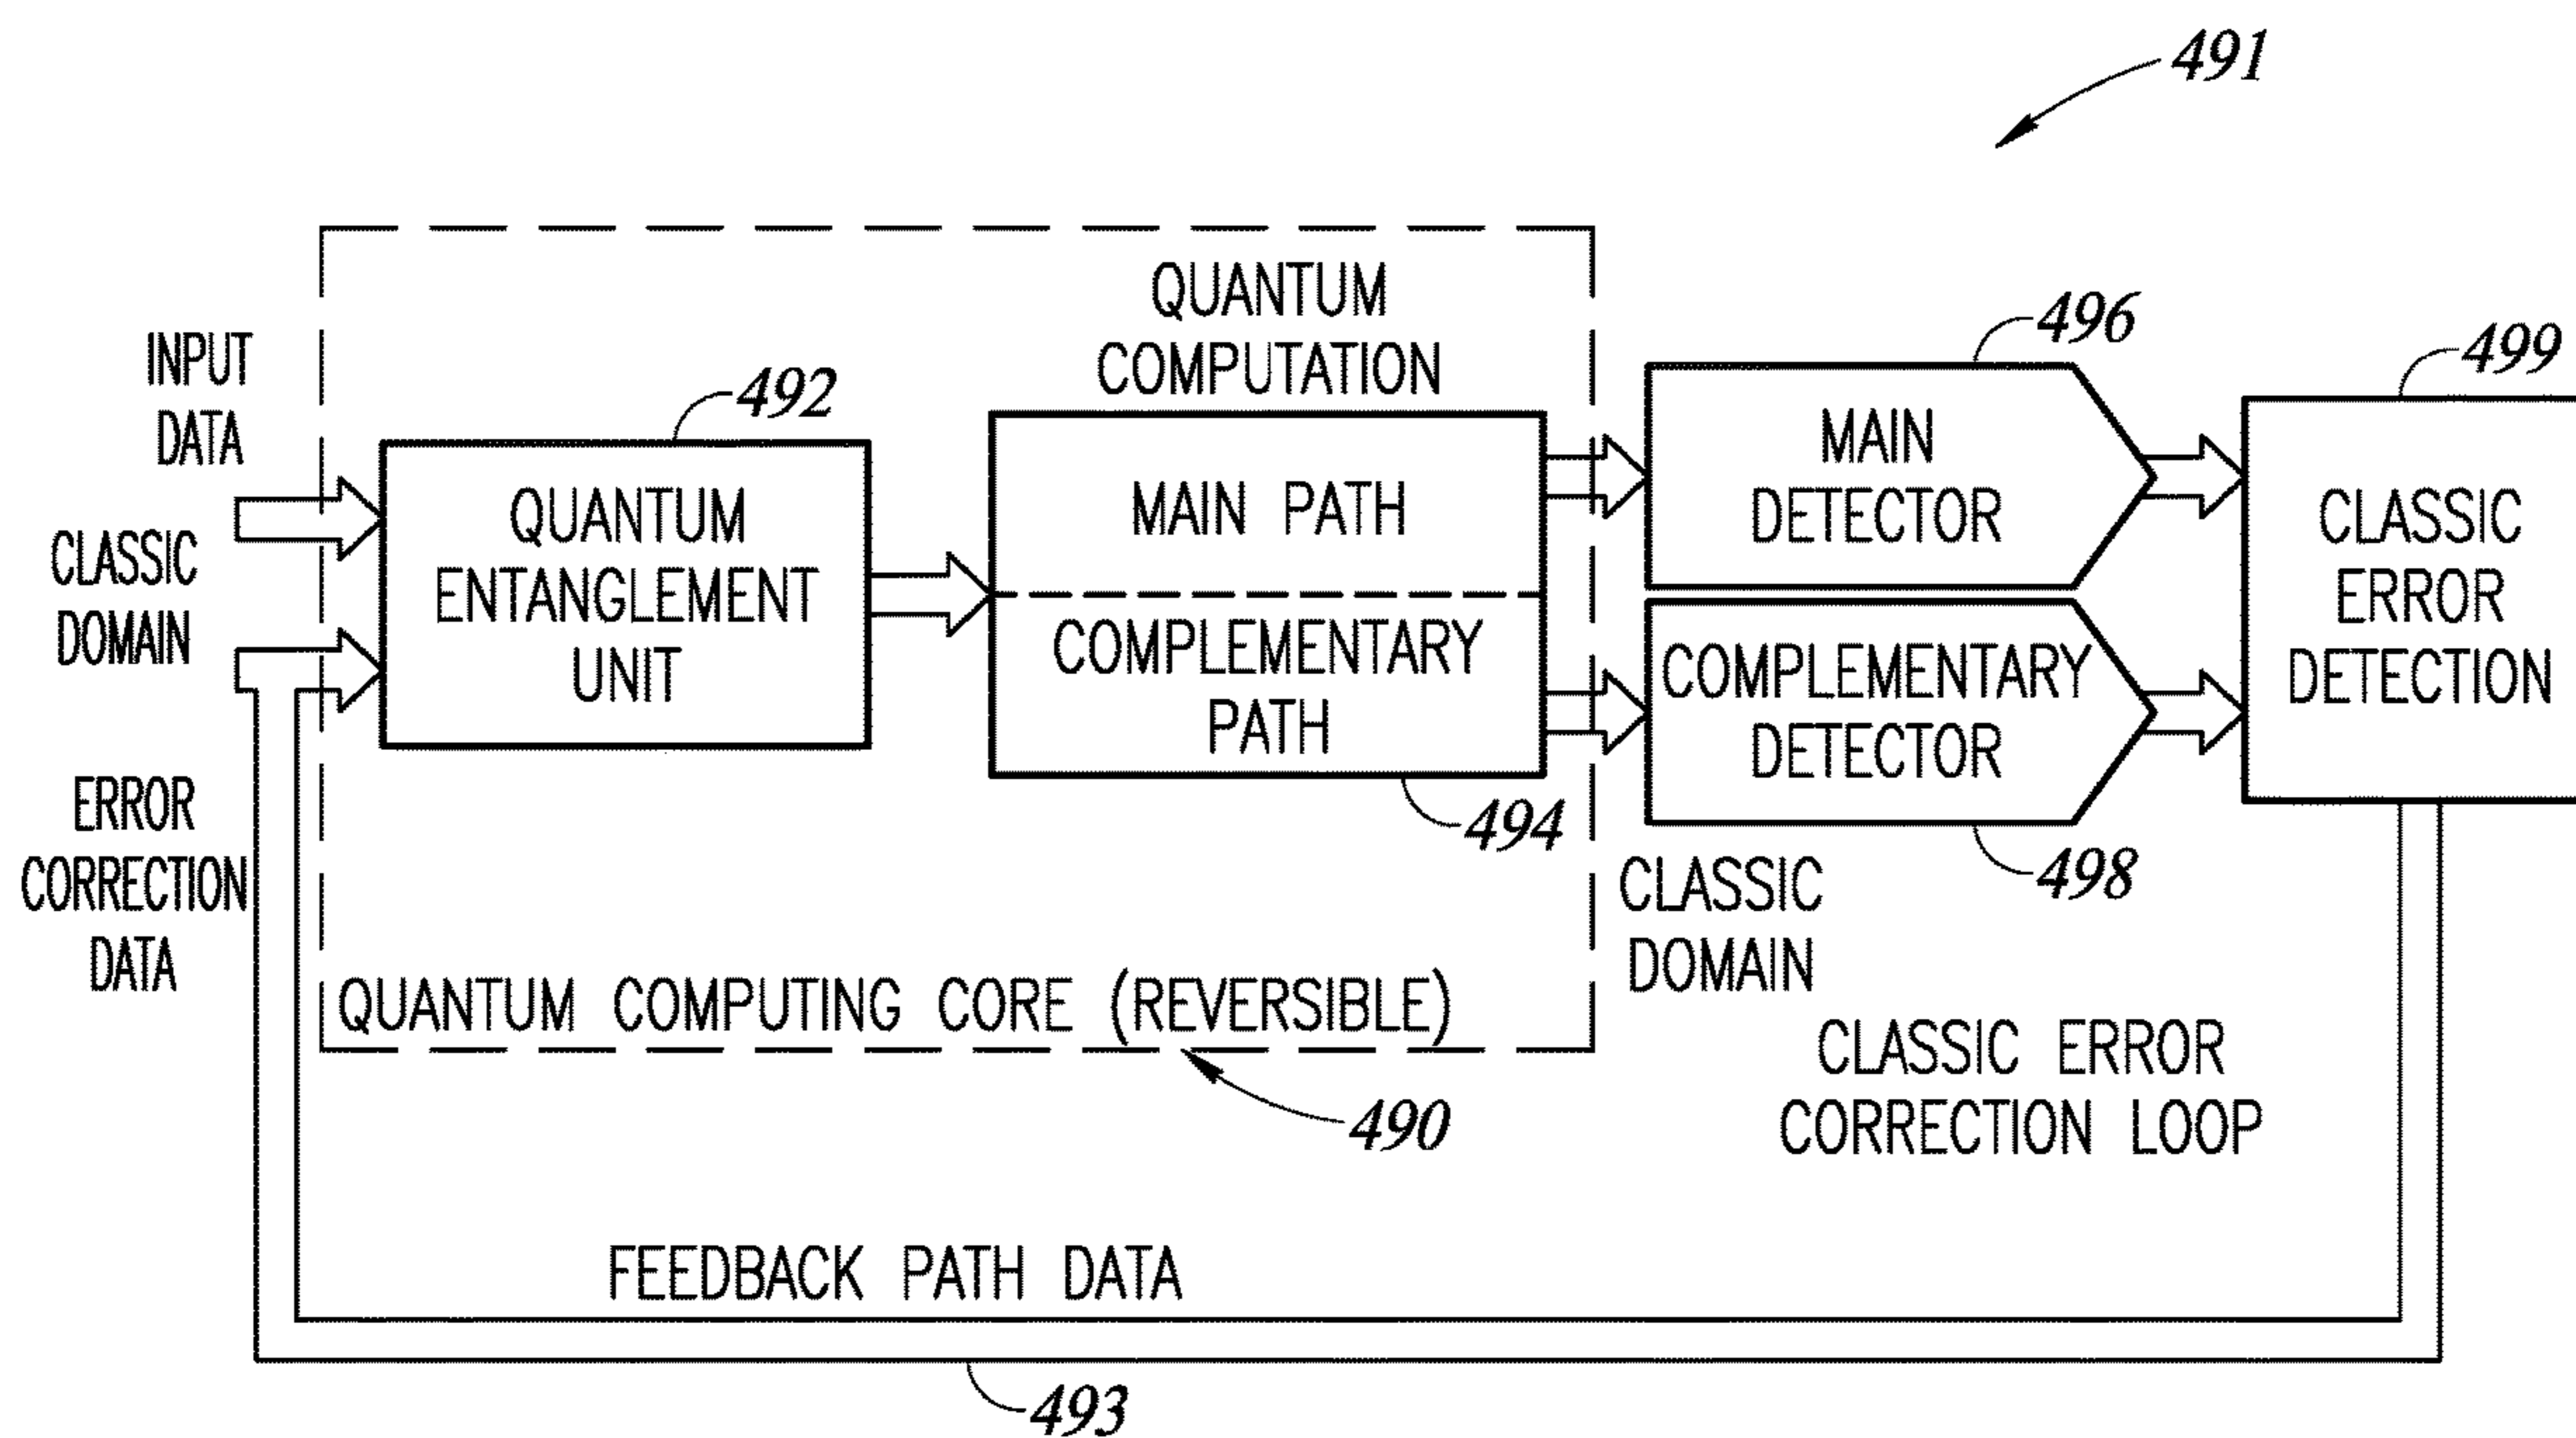 491
QUANTUM
COMPUTATION
INPUT
DATA
CLASSIC
DOMAIN
ERROR
CORRECTION
DATA
492
QUANTUM
ENTANGLEMENT
UNIT
MAIN PATH
COMPLEMENTARY
PATH
494
496
MAIN
DETECTOR
COMPLEMENTARY
DETECTOR
498
499
CLASSIC
ERROR
DETECTION
CLASSIC
DOMAIN
QUANTUM COMPUTING CORE (REVERSIBLE)
490
CLASSIC ERROR
CORRECTION LOOP
FEEDBACK PATH DATA
493